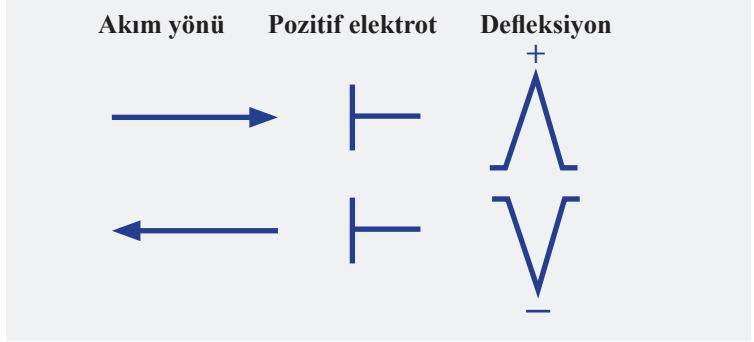 Akım yönü Pozitif elektrot Defleksiyon
+
–